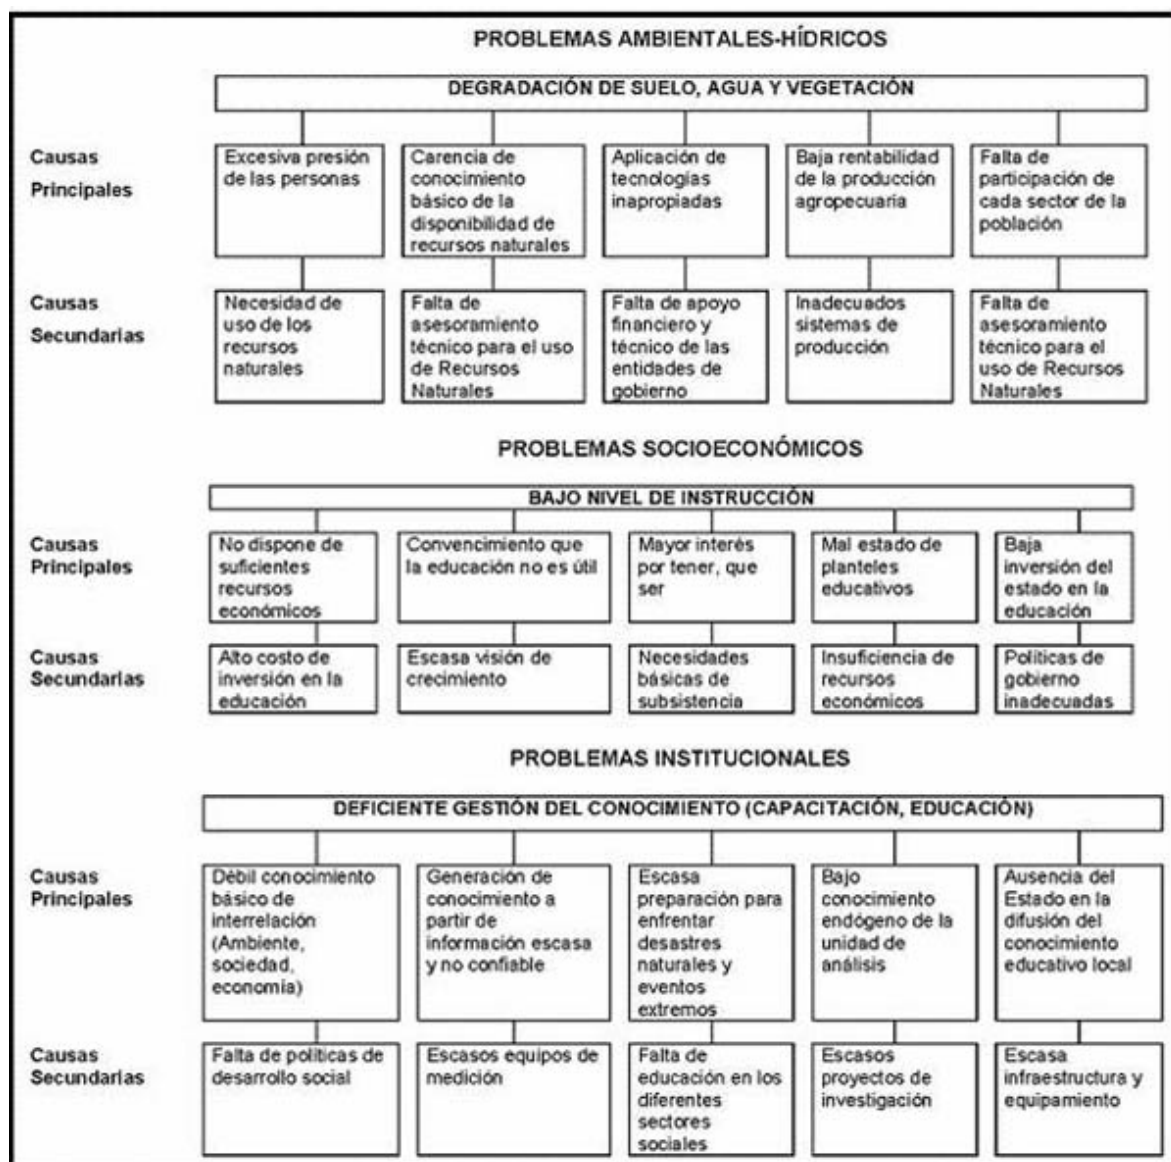 PROBLEMAS AMBIENTALES-HÍDRICOS
DEGRADACIÓN DE SUELO, AGUA Y VEGETACIÓN
Causas
Principales
Excesiva presión
de las personas
Carencia de
conocimiento
básico de la
disponibilidad de
recursos naturales
Aplicación de
tecnologías
inapropiadas
Baja rentabilidad
de la producción
agropecuaria
Falta de
participación de
cada sector de la
población
Causas
Secundarias
Necesidad de
uso de los
recursos
naturales
Falta de
asesoramiento
técnico para el uso
de Recursos
Naturales
Falta de apoyo
financiero y
técnico de las
entidades de
gobierno
Inadecuados
sistemas de
producción
Falta de
asesoramiento
técnico para el
uso de Recursos
Naturales
PROBLEMAS SOCIOECONÓMICOS
BAJO NIVEL DE INSTRUCCIÓN
Causas
Principales
No dispone de
suficientes
recursos
económicos
Convencimiento que
la educación no es útil
Mayor interés
por tener, que
ser
Mal estado de
planteles
educativos
Baja
inversión del
estado en la
educación
Causas
Secundarias
Alto costo de
inversión en la
educación
Escasa visión de
crecimiento
Necesidades
básicas de
subsistencia
Insuficiencia de
recursos
económicos
Políticas de
gobierno
inadecuadas
PROBLEMAS INSTITUCIONALES
DEFICIENTE GESTIÓN DEL CONOCIMIENTO (CAPACITACIÓN, EDUCACIÓN)
Causas
Principales
Débil conocimiento
básico de
interrelación
(Ambiente,
sociedad,
economía)
Generación de
conocimiento a
partir de
información escasa
y no confiable
Escasa
preparación para
enfrentar
desastres
naturales y
eventos
extremos
Bajo
conocimiento
endógeno de la
unidad de
análisis
Ausencia del
Estado en la
difusión del
conocimiento
educativo local
Causas
Secundarias
Falta de políticas de
desarrollo social
Escasos equipos de
medición
Falta de
educación en los
diferentes
sectores
sociales
Escasos
proyectos de
investigación
Escasa
infraestructura y
equipamiento